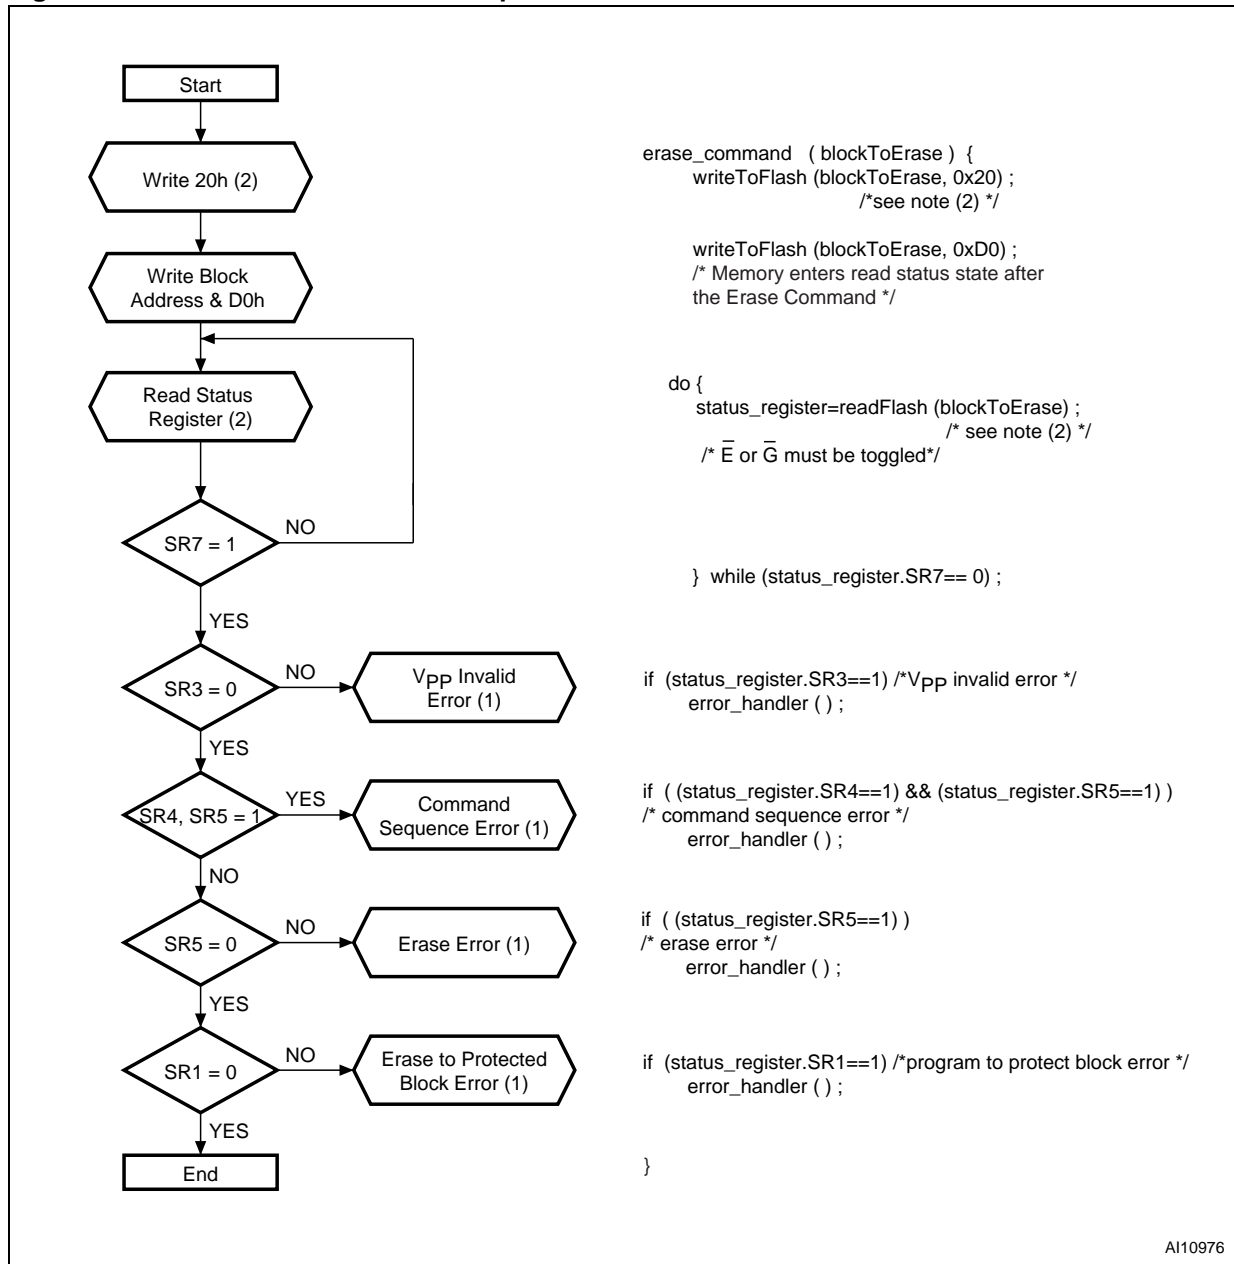 Start
Write 20h (2)
Write Block
Address & D0h
Read Status
Register (2)
SR7 = 1
NO
YES
SR3 = 0
NO
VPP Invalid
Error (1)
YES
SR4, SR5 = 1
YES
Command
Sequence Error (1)
NO
SR5 = 0
NO
Erase Error (1)
YES
SR1 = 0
NO
Erase to Protected
Block Error (1)
YES
End
erase_command ( blockToErase ) {
writeToFlash (blockToErase, 0x20) ;
/*see note (2) */
writeToFlash (blockToErase, 0xD0) ;
/* Memory enters read status state after
the Erase Command */
do {
status_register=readFlash (blockToErase) ;
/* see note (2) */
/* E̅ or G̅ must be toggled*/
} while (status_register.SR7== 0) ;
if (status_register.SR3==1) /*VPP invalid error */
error_handler ( ) ;
if ( (status_register.SR4==1) && (status_register.SR5==1) )
/* command sequence error */
error_handler ( ) ;
if ( (status_register.SR5==1) )
/* erase error */
error_handler ( ) ;
if (status_register.SR1==1) /*program to protect block error */
error_handler ( ) ;
}
AI10976